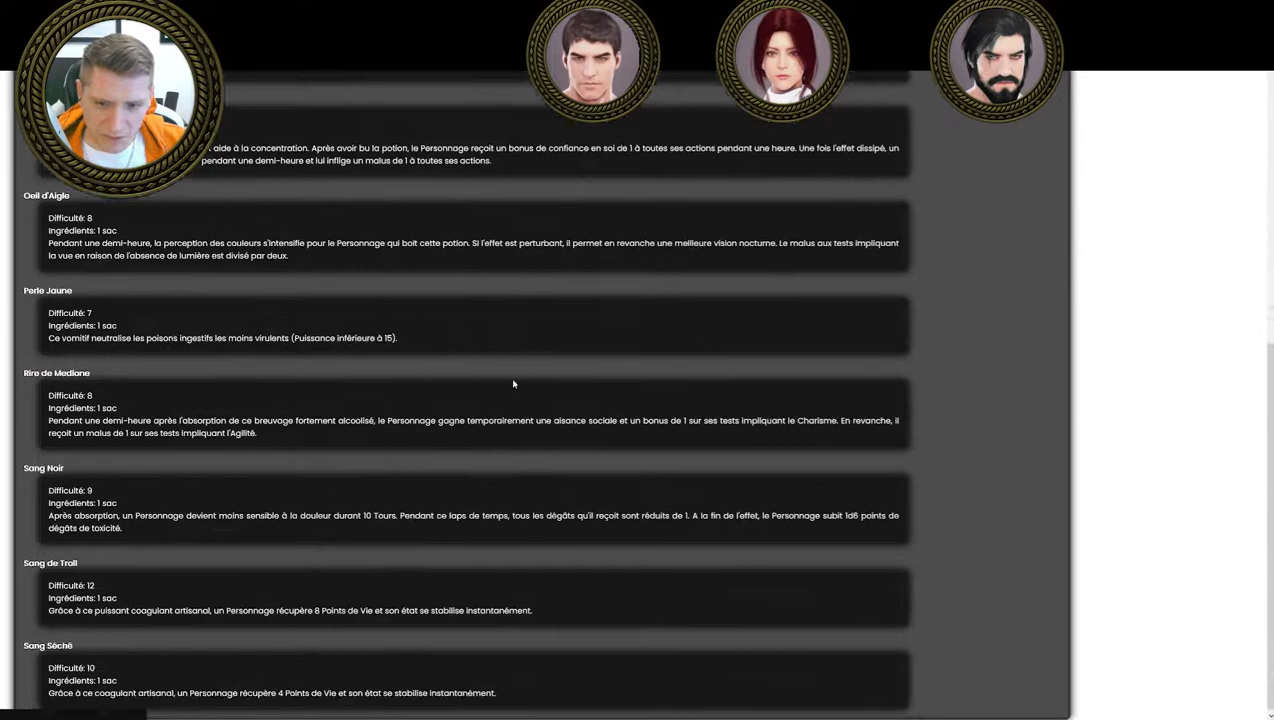 aide à la concentration. Après avoir bu la potion, le Personnage reçoit un bonus de confiance en soi de 1 à toutes ses actions pendant une heure. Une fois l'effet dissipé, un
pendant une demi-heure et lui inflige un malus de 1 à toutes ses actions.
Oeil d'Aigle
Difficulté: 8
Ingrédients: 1 sac
Pendant une demi-heure, la perception des couleurs s'intensifie pour le Personnage qui boit cette potion. Si l'effet est perturbant, il permet en revanche une meilleure vision nocturne. Le malus aux tests impliquant
la vue en raison de l'absence de lumière est divisé par deux.
Perle Jaune
Difficulté: 7
Ingrédients: 1 sac
Ce vomitif neutralise les poisons ingestifs les moins virulents (Puissance inférieure à 15).
Rire de Medione
Difficulté: 8
Ingrédients: 1 sac
Pendant une demi-heure après l'absorption de ce breuvage fortement alcoolisé, le Personnage gagne temporairement une aisance sociale et un bonus de 1 sur ses tests impliquant le Charisme. En revanche, il
reçoit un malus de 1 sur ses tests impliquant l'Agilité.
Sang Noir
Difficulté: 9
Ingrédients: 1 sac
Après absorption, un Personnage devient moins sensible à la douleur durant 10 Tours. Pendant ce laps de temps, tous les dégâts qu'il reçoit sont réduits de 1. A la fin de l'effet, le Personnage subit 1d6 points de
dégâts de toxicité.
Sang de Troll
Difficulté: 12
Ingrédients: 1 sac
Grâce à ce puissant coagulant artisanal, un Personnage récupère 8 Points de Vie et son état se stabilise instantanément.
Sang Séché
Difficulté: 10
Ingrédients: 1 sac
Grâce à ce coagulant artisanal, un Personnage récupère 4 Points de Vie et son état se stabilise instantanément.